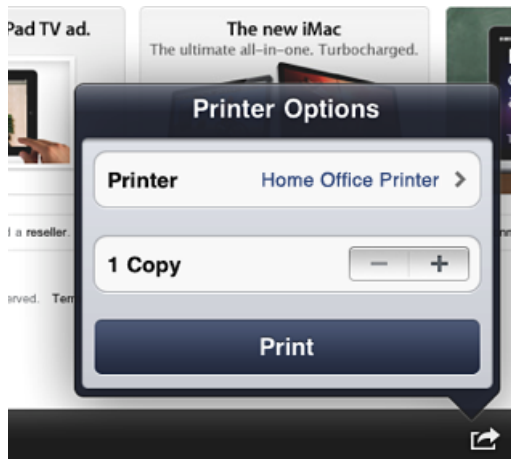 Pad TV ad.
The new iMac
The ultimate all-in-one. Turbocharged.
Printer Options
Printer
Home Office Printer
d a reseller.
1 Copy
erved. Tern
Print